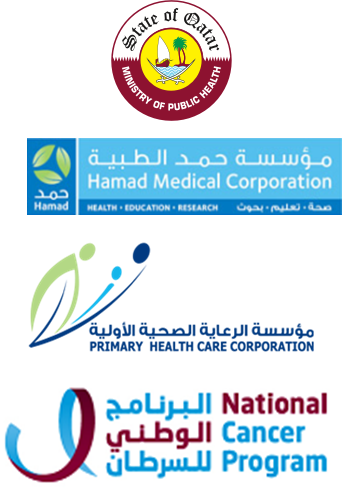 State of Qatar
MINISTRY OF PUBLIC HEALTH
مؤسسة حمد الطبية
Hamad Medical Corporation
حمد
Hamad
HEALTH • EDUCATION • RESEARCH صحة • تعليم • بحوث
مؤسسة الرعاية الصحية الأولية
PRIMARY HEALTH CARE CORPORATION
البرنامج National
الوطني Cancer
للسرطان Program